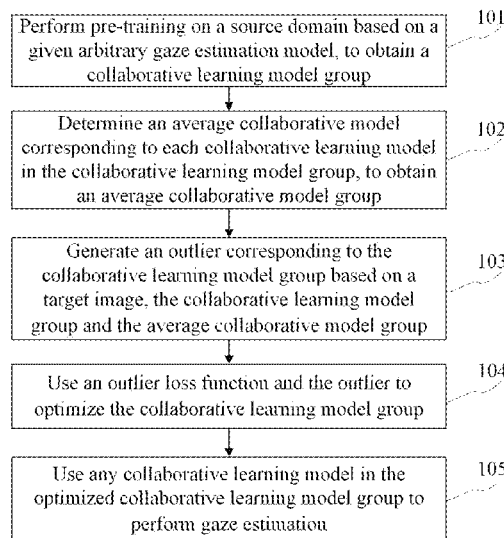 Perform pre-training on a source domain based on a
given arbitrary gaze estimation model, to obtain a
collaborative learning model group
101
Determine an average collaborative model
corresponding to each collaborative learning model
in the collaborative learning model group, to obtain
an average collaborative model group
102
Generate an outlier corresponding to the
collaborative learning model group based on a
target image, the collaborative learning model
group and the average collaborative model group
103
Use an outlier loss function and the outlier to
optimize the collaborative learning model group
104
Use any collaborative learning model in the
optimized collaborative learning model group to
perform gaze estimation
105